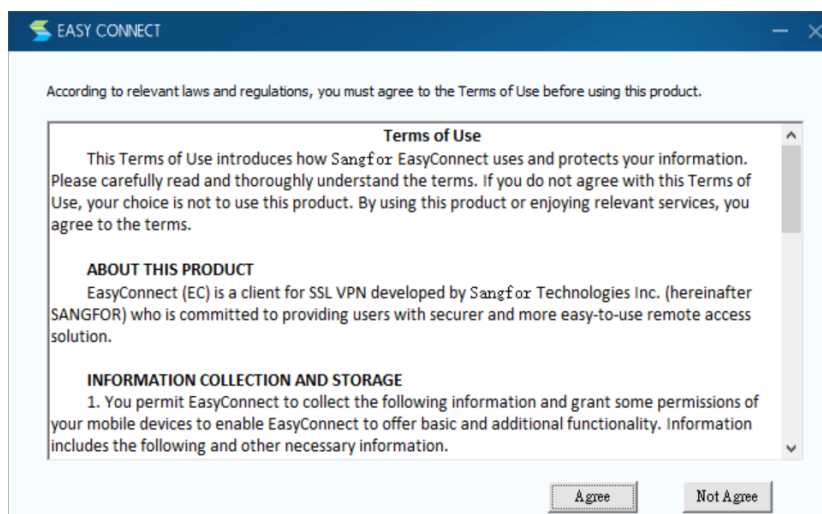 EASY CONNECT
According to relevant laws and regulations, you must agree to the Terms of Use before using this product.
Terms of Use
This Terms of Use introduces how Sangfor EasyConnect uses and protects your information.
Please carefully read and thoroughly understand the terms. If you do not agree with this Terms of
Use, your choice is not to use this product. By using this product or enjoying relevant services, you
agree to the terms.
ABOUT THIS PRODUCT
EasyConnect (EC) is a client for SSL VPN developed by Sangfor Technologies Inc. (hereinafter
SANGFOR) who is committed to providing users with securer and more easy-to-use remote access
solution.
INFORMATION COLLECTION AND STORAGE
1. You permit EasyConnect to collect the following information and grant some permissions of
your mobile devices to enable EasyConnect to offer basic and additional functionality. Information
includes the following and other necessary information.
Agree Not Agree